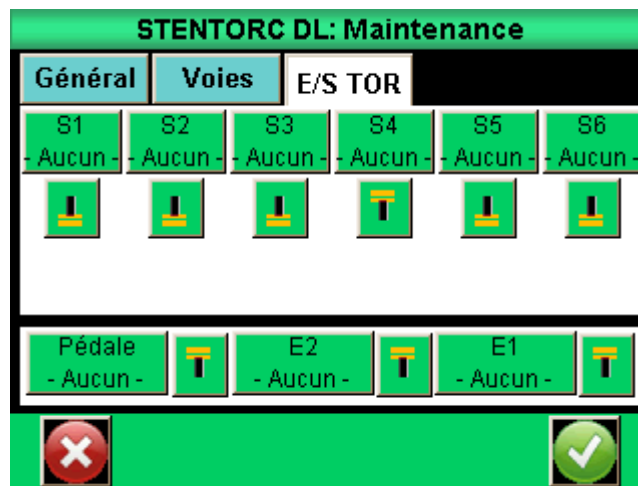 STENTORC DL: Maintenance
Général Voies E/S TOR
S1 S2 S3 S4 S5 S6
- Aucun - - Aucun - - Aucun - - Aucun - - Aucun - - Aucun -
Pédale E2 E1
- Aucun - - Aucun - - Aucun -